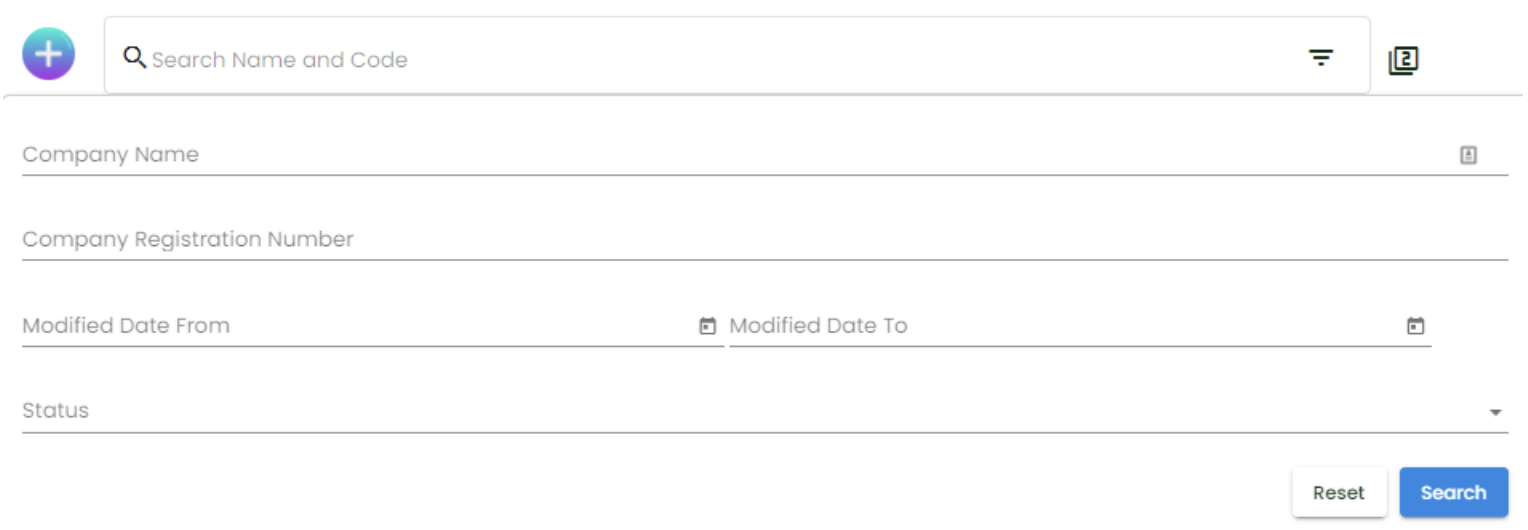 Search Name and Code
2
Company Name
Company Registration Number
Modified Date From Modified Date To
Status
Reset Search